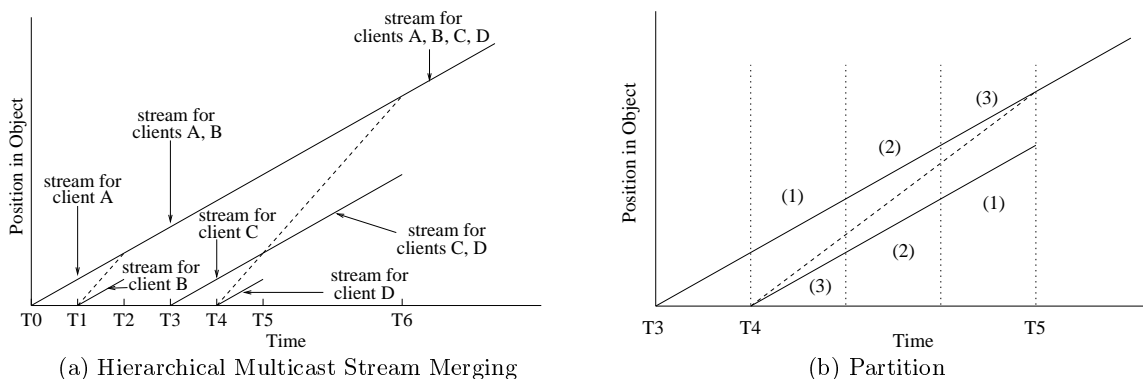 stream for
clients A, B, C, D
stream for
clients A, B
stream for
client A
stream for
client C
stream for
client B
stream for
clients C, D
stream for
client D
Position in Object
T0 T1 T2 T3 T4 T5 T6
Time
(a) Hierarchical Multicast Stream Merging
(3)
(2)
(1)
(1)
(2)
(3)
Position in Object
T3 T4 T5
Time
(b) Partition